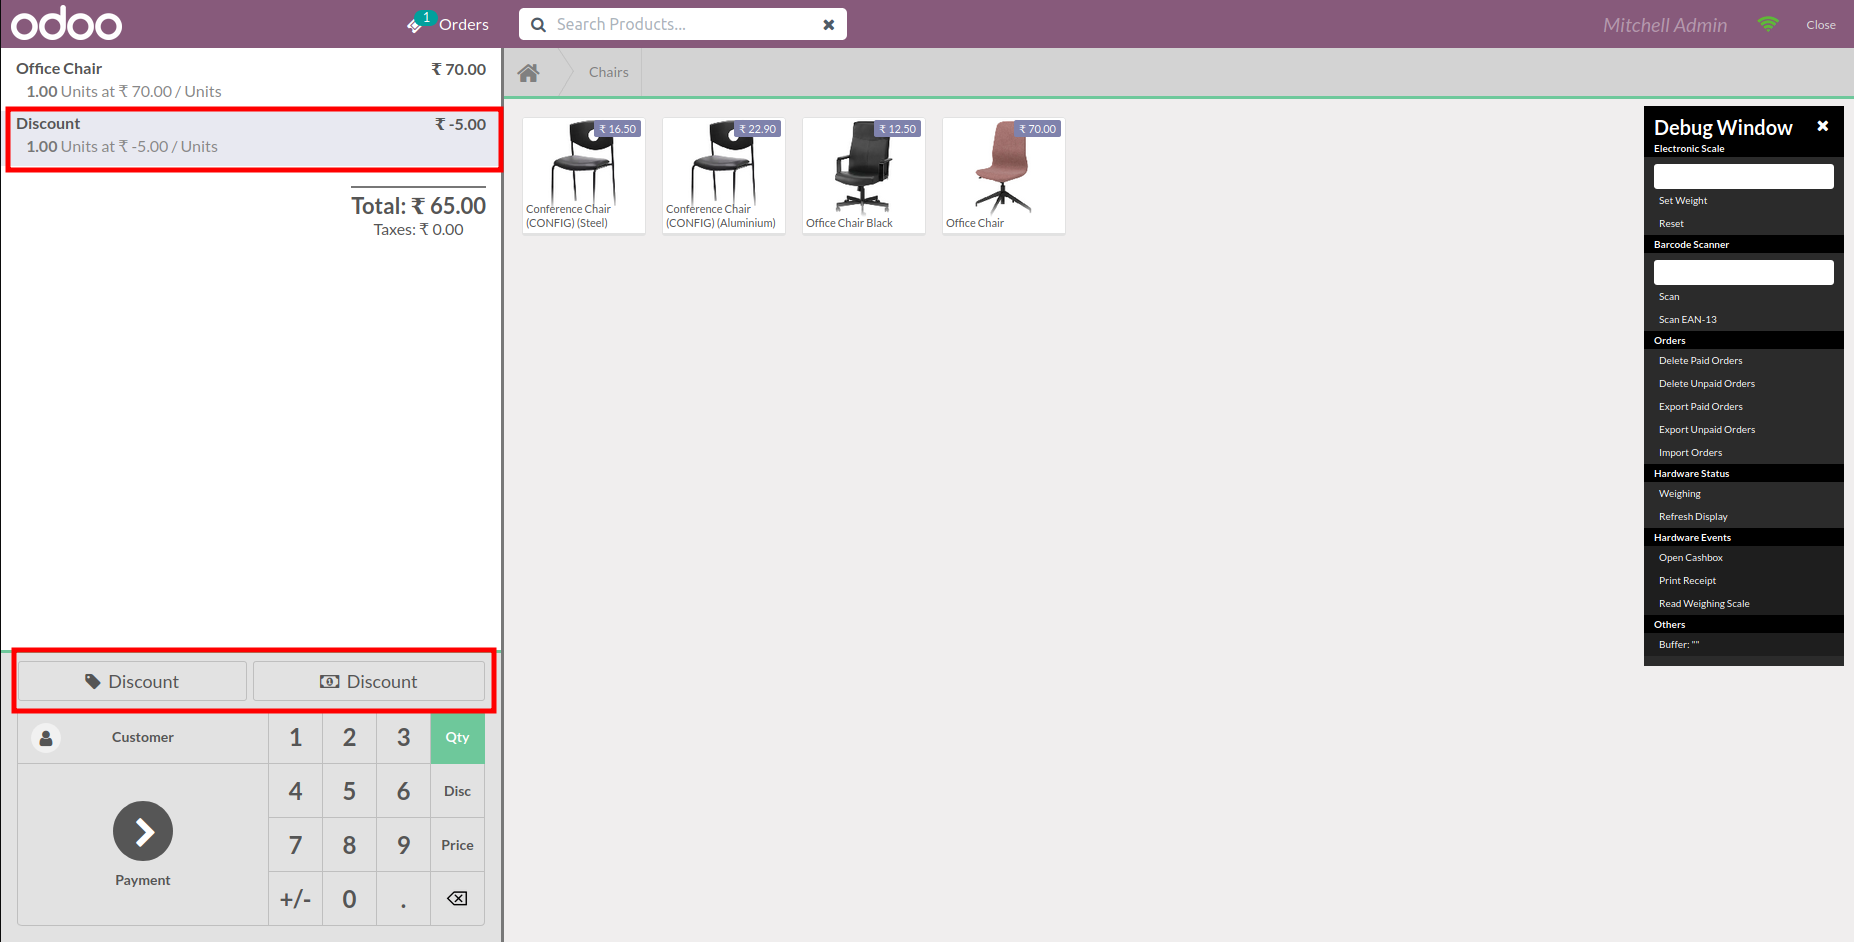 odoo
1
Orders
Search Products...
Mitchell Admin
Close
Office Chair ₹ 70.00
1.00 Units at ₹ 70.00 / Units
Discount ₹ -5.00
1.00 Units at ₹ -5.00 / Units
Total: ₹ 65.00
Taxes: ₹ 0.00
Discount
Discount
Customer
1 2 3 Qty
4 5 6 Disc
7 8 9 Price
+/- 0 .
Payment
Chairs
₹ 16.50
Conference Chair
(CONFIG) (Steel)
₹ 22.90
Conference Chair
(CONFIG) (Aluminium)
₹ 12.50
Office Chair Black
₹ 70.00
Office Chair
Debug Window
Electronic Scale
Set Weight
Reset
Barcode Scanner
Scan
Scan EAN-13
Orders
Delete Paid Orders
Delete Unpaid Orders
Export Paid Orders
Export Unpaid Orders
Import Orders
Hardware Status
Weighing
Refresh Display
Hardware Events
Open Cashbox
Print Receipt
Read Weighing Scale
Others
Buffer: ""